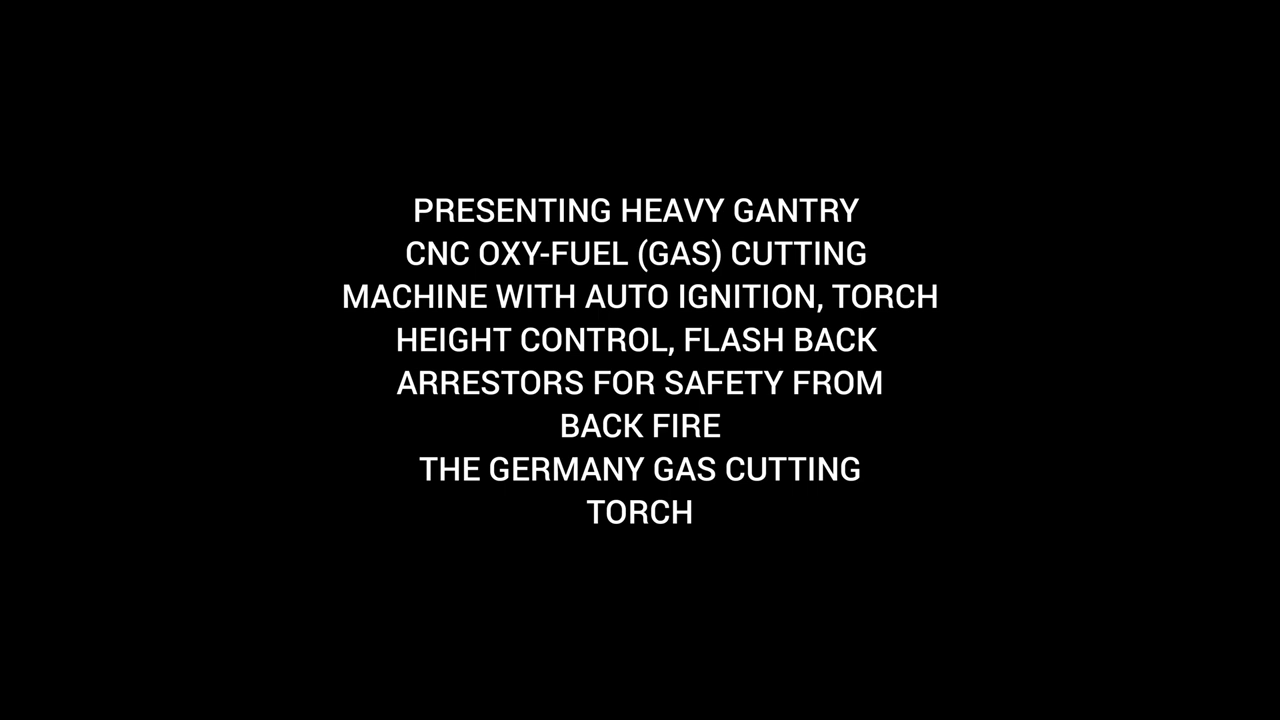 PRESENTING HEAVY GANTRY
CNC OXY-FUEL (GAS) CUTTING
MACHINE WITH AUTO IGNITION, TORCH
HEIGHT CONTROL, FLASH BACK
ARRESTORS FOR SAFETY FROM
BACK FIRE
THE GERMANY GAS CUTTING
TORCH